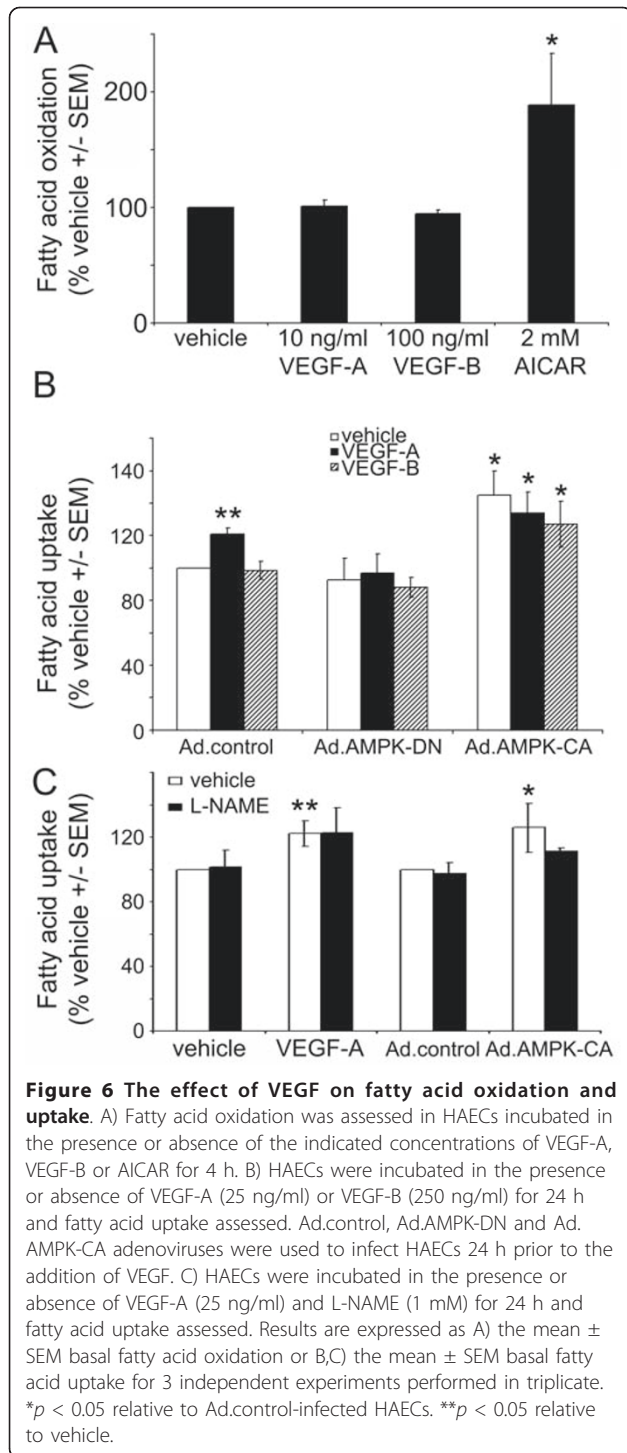 A
Fatty acid oxidation
(% vehicle +/- SEM)
200
100
0
*
vehicle
10 ng/ml
VEGF-A
100 ng/ml
VEGF-B
2 mM
AICAR
B
Fatty acid uptake
(% vehicle +/- SEM)
140
120
80
40
0
vehicle
VEGF-A
VEGF-B
**
*
*
*
Ad.control
Ad.AMPK-DN
Ad.AMPK-CA
C
Fatty acid uptake
(% vehicle +/- SEM)
120
80
40
0
vehicle
L-NAME
**
*
vehicle
VEGF-A
Ad.control
Ad.AMPK-CA
Figure 6 The effect of VEGF on fatty acid oxidation and
uptake. A) Fatty acid oxidation was assessed in HAECs incubated in
the presence or absence of the indicated concentrations of VEGF-A,
VEGF-B or AICAR for 4 h. B) HAECs were incubated in the presence
or absence of VEGF-A (25 ng/ml) or VEGF-B (250 ng/ml) for 24 h
and fatty acid uptake assessed. Ad.control, Ad.AMPK-DN and Ad.
AMPK-CA adenoviruses were used to infect HAECs 24 h prior to the
addition of VEGF. C) HAECs were incubated in the presence or
absence of VEGF-A (25 ng/ml) and L-NAME (1 mM) for 24 h and
fatty acid uptake assessed. Results are expressed as A) the mean ±
SEM basal fatty acid oxidation or B,C) the mean ± SEM basal fatty
acid uptake for 3 independent experiments performed in triplicate.
*p < 0.05 relative to Ad.control-infected HAECs. **p < 0.05 relative
to vehicle.